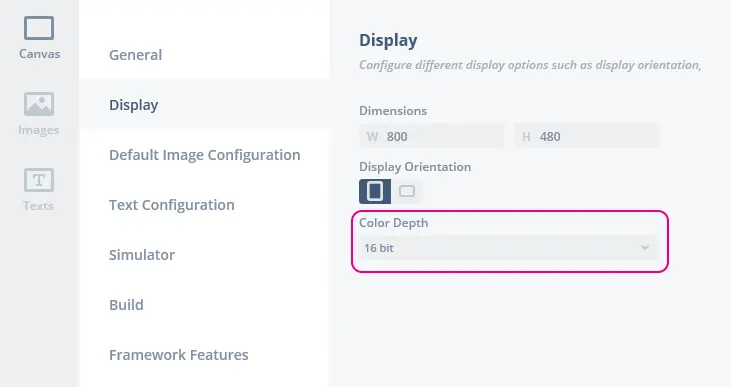 Canvas
Images
Texts
General
Display
Default Image Configuration
Text Configuration
Simulator
Build
Framework Features
Display
Configure different display options such as display orientation,
Dimensions
W 800
H 480
Display Orientation
Color Depth
16 bit